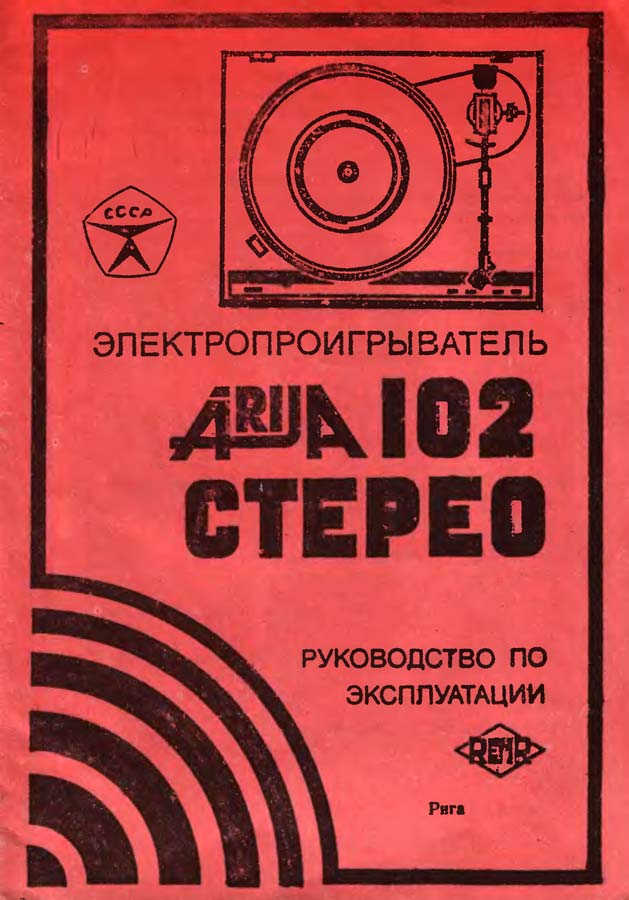 СССР
ЭЛЕКТРОПРОИГРЫВАТЕЛЬ
ARIJA 102
СТЕРЕО
РУКОВОДСТВО ПО
ЭКСПЛУАТАЦИИ
REMR
Рига